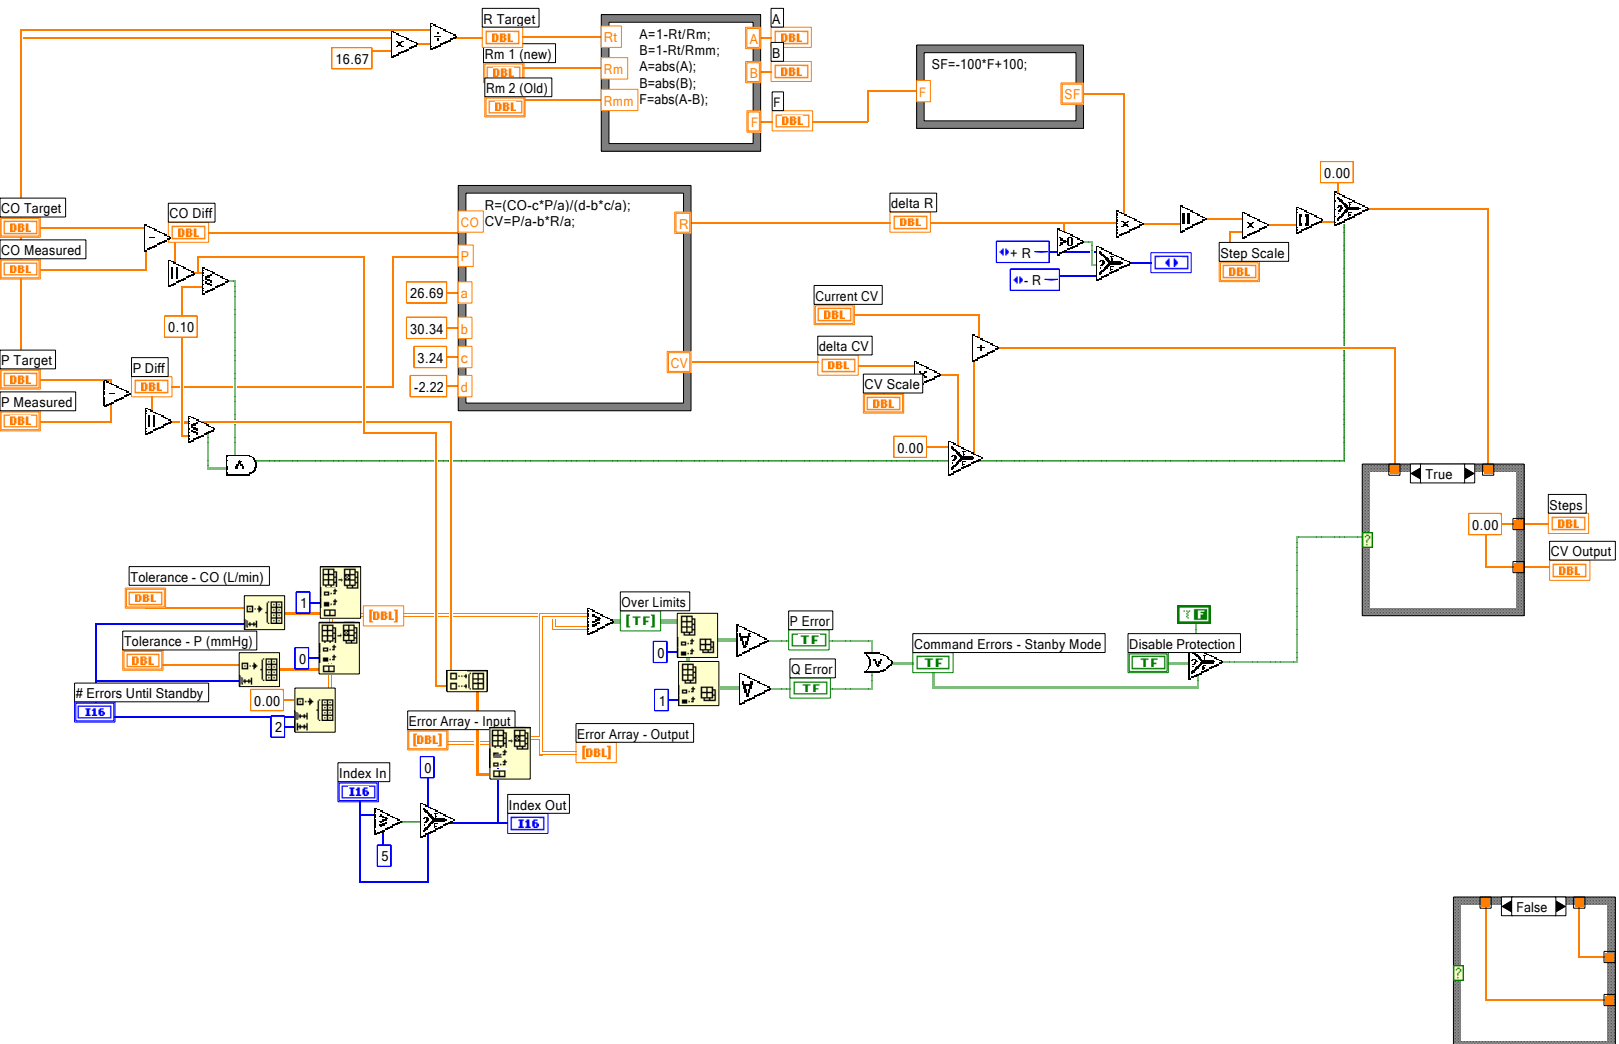 R Target
DBL
16.67
Rm 1 (new)
DBL
Rm 2 (Old)
DBL
Rt
Rm
Rmm
A=1-Rt/Rm;
B=1-Rt/Rmm;
A=abs(A);
B=abs(B);
F=abs(A-B);
A
B
F
A
DBL
B
DBL
F
DBL
F
SF=-100*F+100;
SF
0.00
CO Target
DBL
CO Measured
DBL
CO Diff
DBL
0.10
P Target
DBL
P Measured
DBL
P Diff
DBL
CO
P
a
b
c
d
26.69
30.34
3.24
-2.22
R=(CO-c*P/a)/(d-b*c/a);
CV=P/a-b*R/a;
R
CV
delta R
DBL
+ R
- R
Step Scale
DBL
Current CV
DBL
delta CV
DBL
CV Scale
DBL
0.00
True
?
0.00
Steps
DBL
CV Output
DBL
Tolerance - CO (L/min)
DBL
1
[DBL]
Tolerance - P (mmHg)
DBL
0
# Errors Until Standby
I16
0.00
2
Over Limits
[TF]
0
1
P Error
TF
Q Error
TF
Command Errors - Stanby Mode
TF
F
Disable Protection
TF
Error Array - Input
[DBL]
Error Array - Output
[DBL]
Index In
I16
0
5
Index Out
I16
False
?